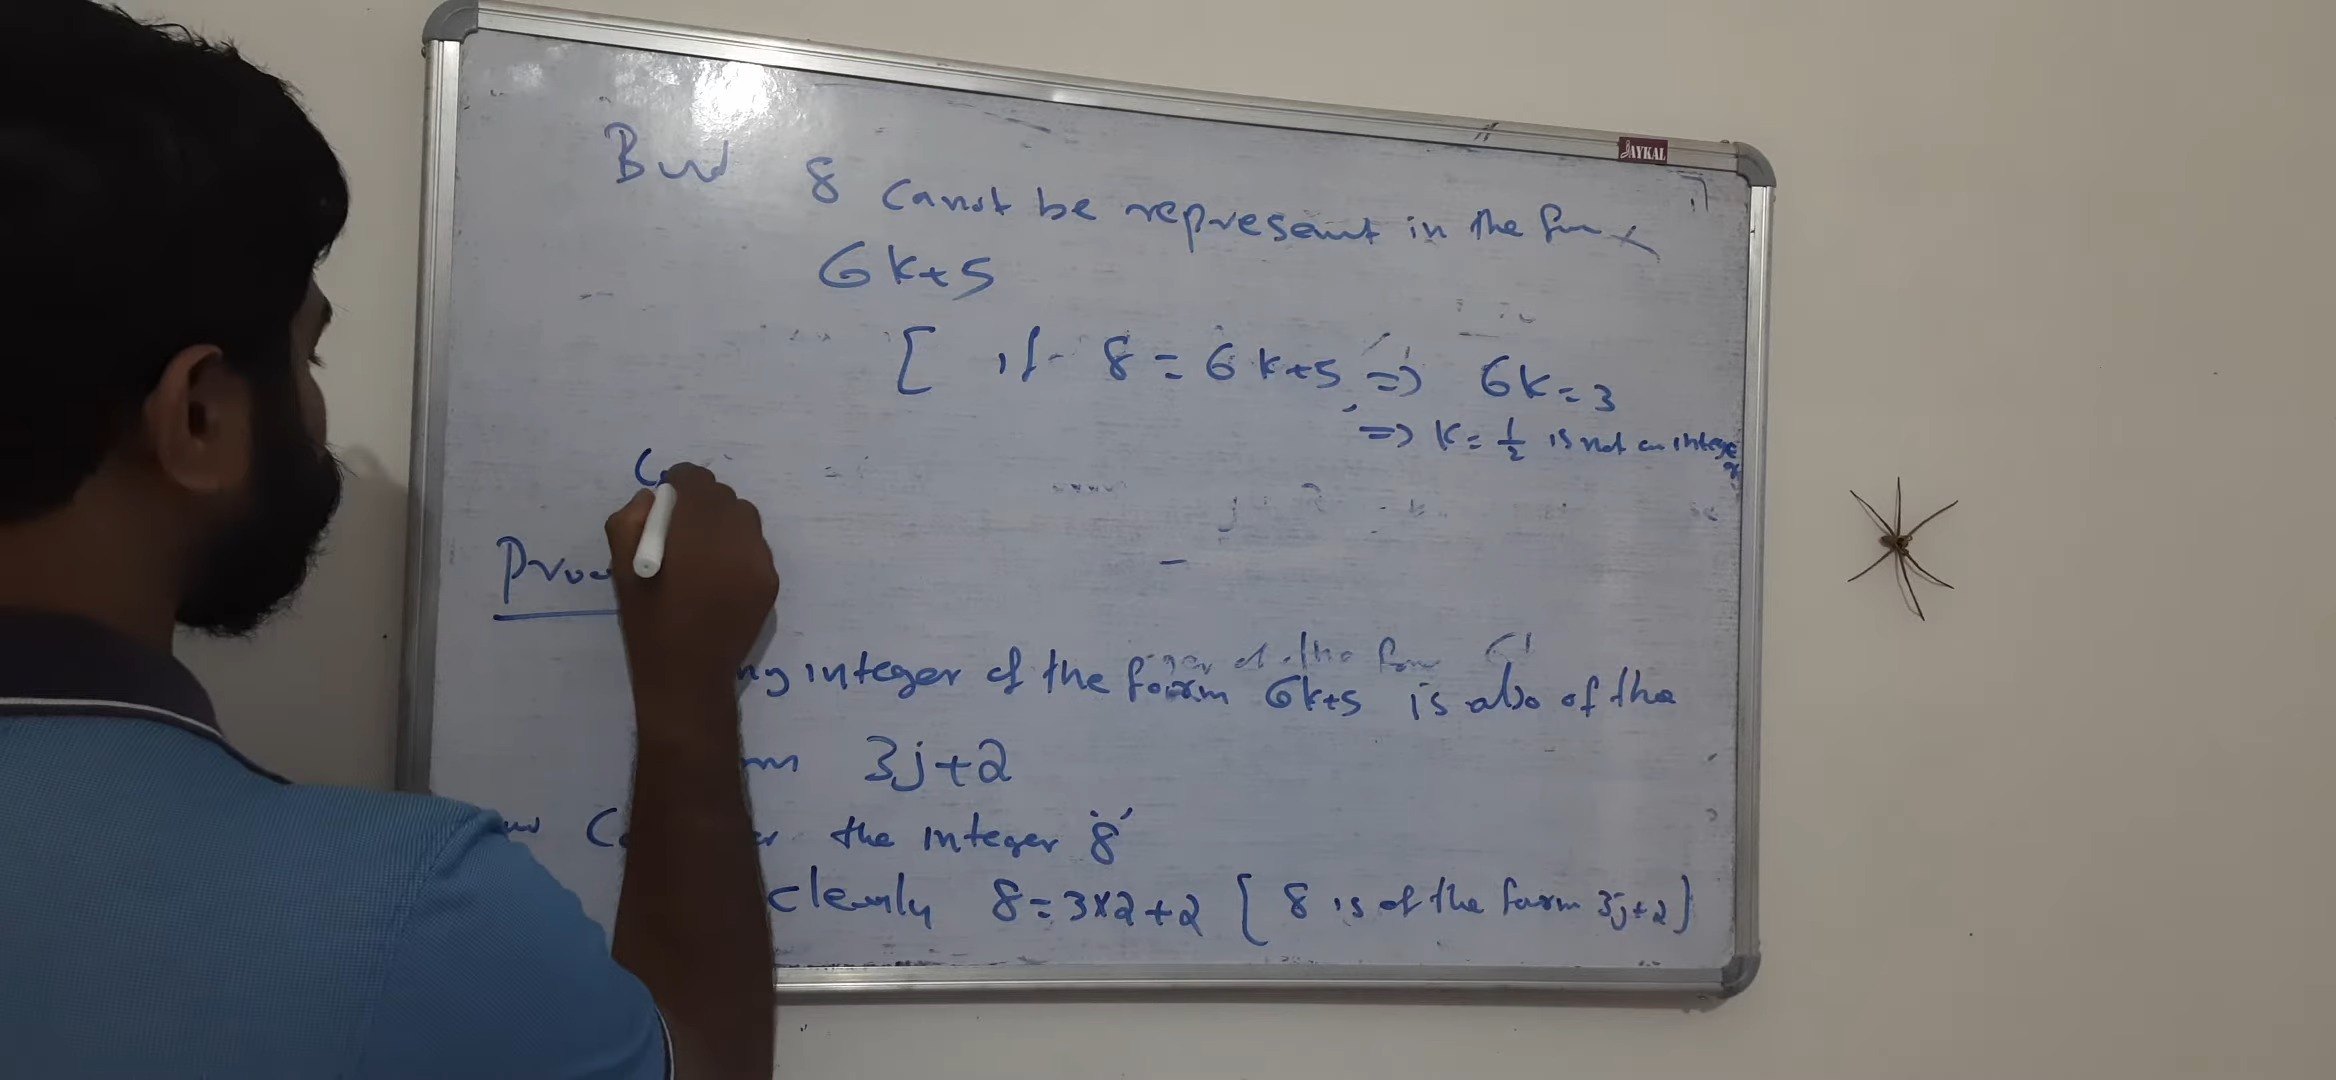 JAYKAL
But 8 cannot be represent in the form
6k+5
[ if 8 = 6k+5 => 6k=3
=> k = 1/2 is not an integer
Proo
ny integer of the form 6k+5 is also of the
rm 3j+2
the integer '8'
clearly 8=3×2+2 [ 8 is of the form 3j+2]